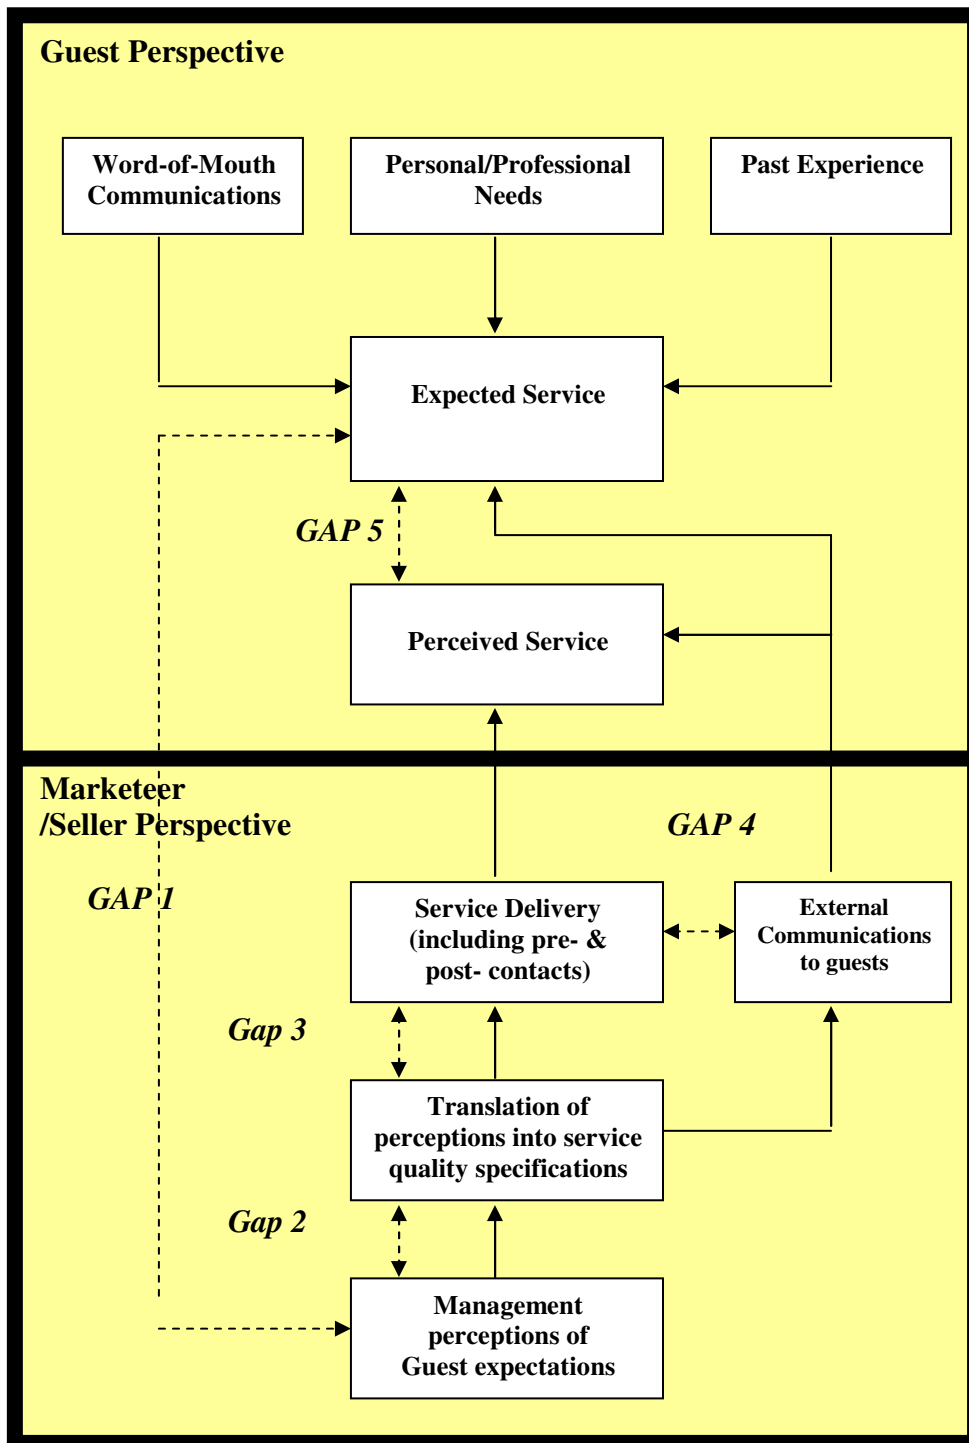 Guest Perspective
Word-of-Mouth
Communications
Personal/Professional
Needs
Past Experience
Expected Service
GAP 5
Perceived Service
Marketeer
/Seller Perspective
GAP 4
GAP 1
Service Delivery
(including pre- &
post- contacts)
External
Communications
to guests
Gap 3
Translation of
perceptions into service
quality specifications
Gap 2
Management
perceptions of
Guest expectations